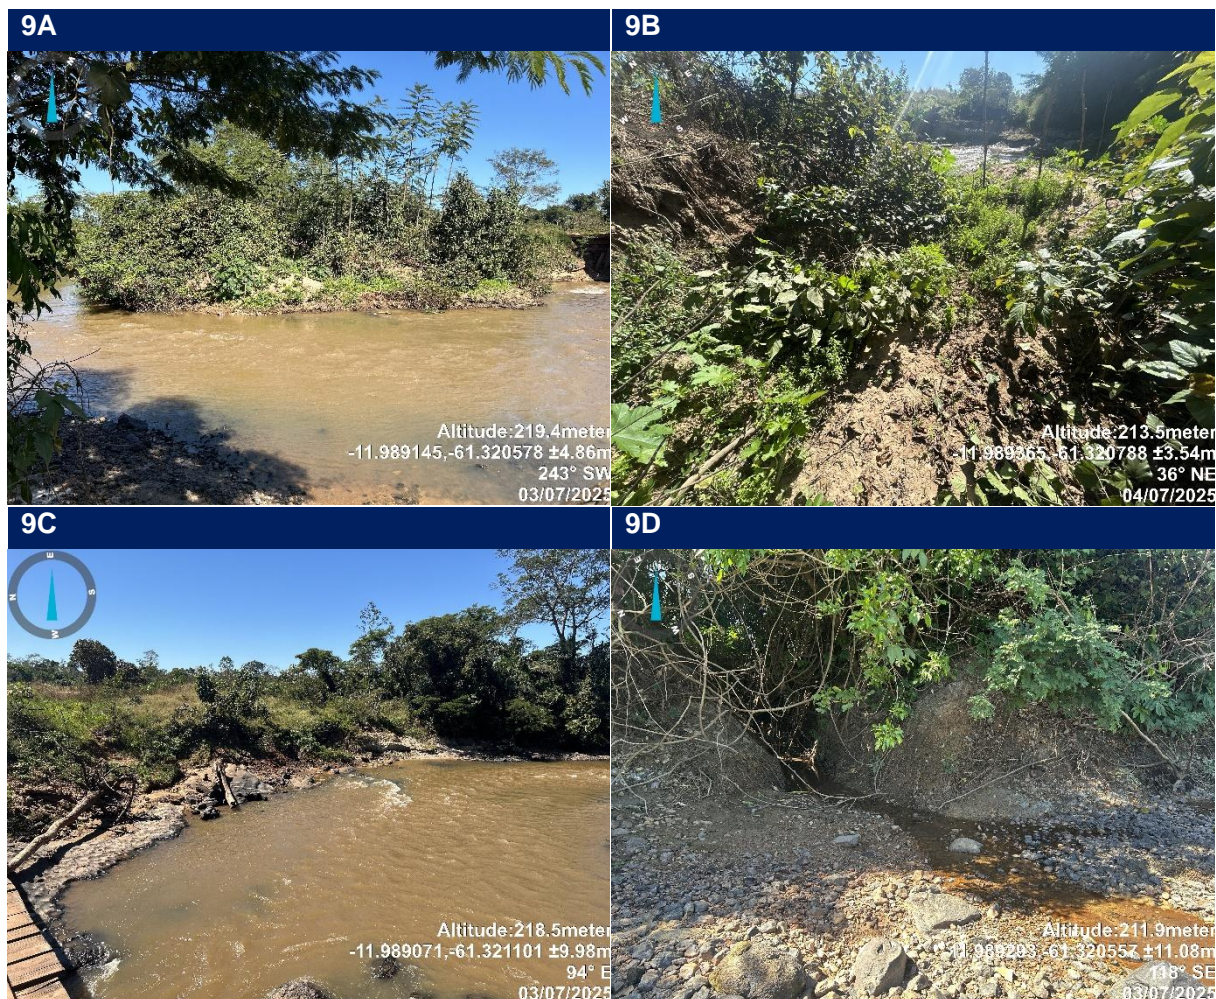 9A
Altitude:219.4meter
-11.989145,-61.320578 ±4.86m
243° SW
03/07/2025
9B
Altitude:213.5meter
-11.989365,-61.320788 ±3.54m
36° NE
04/07/2025
9C
E
N
S
W
Altitude:218.5meter
-11.989071,-61.321101 ±9.98m
94° E
03/07/2025
9D
Altitude:211.9meter
-11.989293,-61.320557 ±11.08m
118° SE
03/07/2025